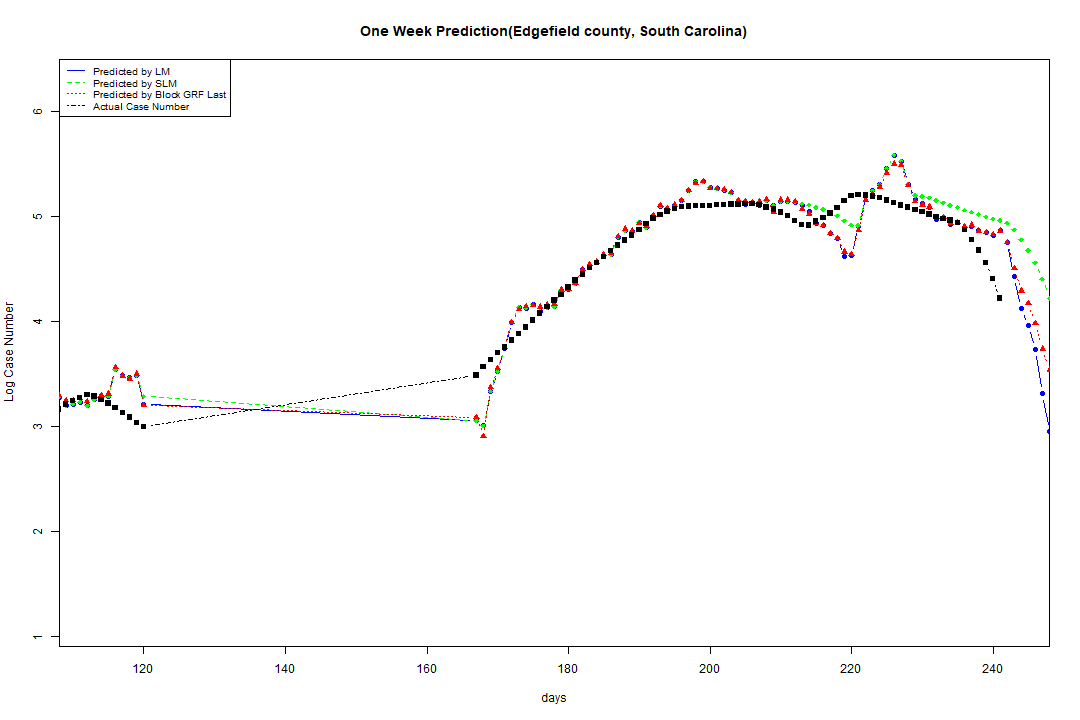 One Week Prediction(Edgefield county, South Carolina)
Predicted by LM
Predicted by SLM
Predicted by Block GRF Last
Actual Case Number
6
5
4
3
2
1
Log Case Number
120 140 160 180 200 220 240
days